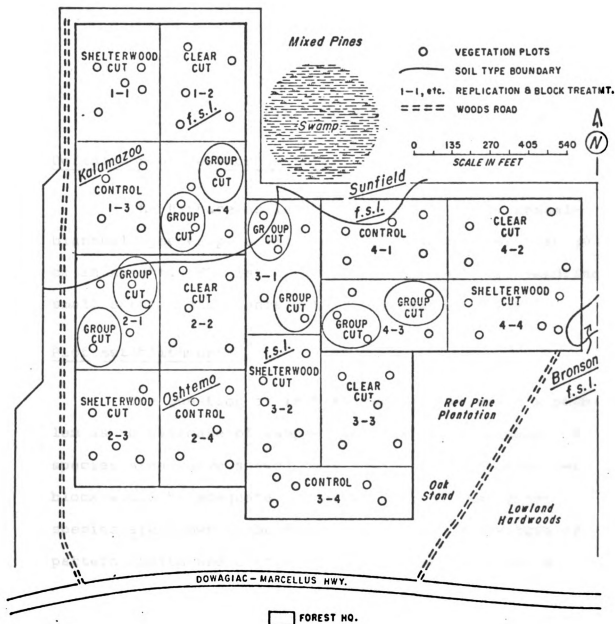 Mixed Pines
Swamp
VEGETATION PLOTS
SOIL TYPE BOUNDARY
1-1, etc. REPLICATION & BLOCK TREATMT.
WOODS ROAD
0 135 270 405 540
SCALE IN FEET
N
SHELTERWOOD
CUT
1-1
CLEAR
CUT
1-2
f.s.l.
Kalamazoo
CONTROL
1-3
GROUP
CUT
GROUP
CUT
1-4
Sunfield
f.s.l.
GROUP
CUT
3-1
GROUP
CUT
CONTROL
4-1
CLEAR
CUT
4-2
GROUP
CUT
2-1
GROUP
CUT
CLEAR
CUT
2-2
GROUP
CUT
GROUP
CUT
4-3
SHELTERWOOD
CUT
4-4
Bronson
f.s.l.
SHELTERWOOD
CUT
2-3
Oshtemo
CONTROL
2-4
f.s.l.
SHELTERWOOD
CUT
3-2
CLEAR
CUT
3-3
CONTROL
3-4
Red Pine
Plantation
Oak
Stand
Lowland
Hardwoods
DOWAGIAC-MARCELLUS HWY.
FOREST HQ.